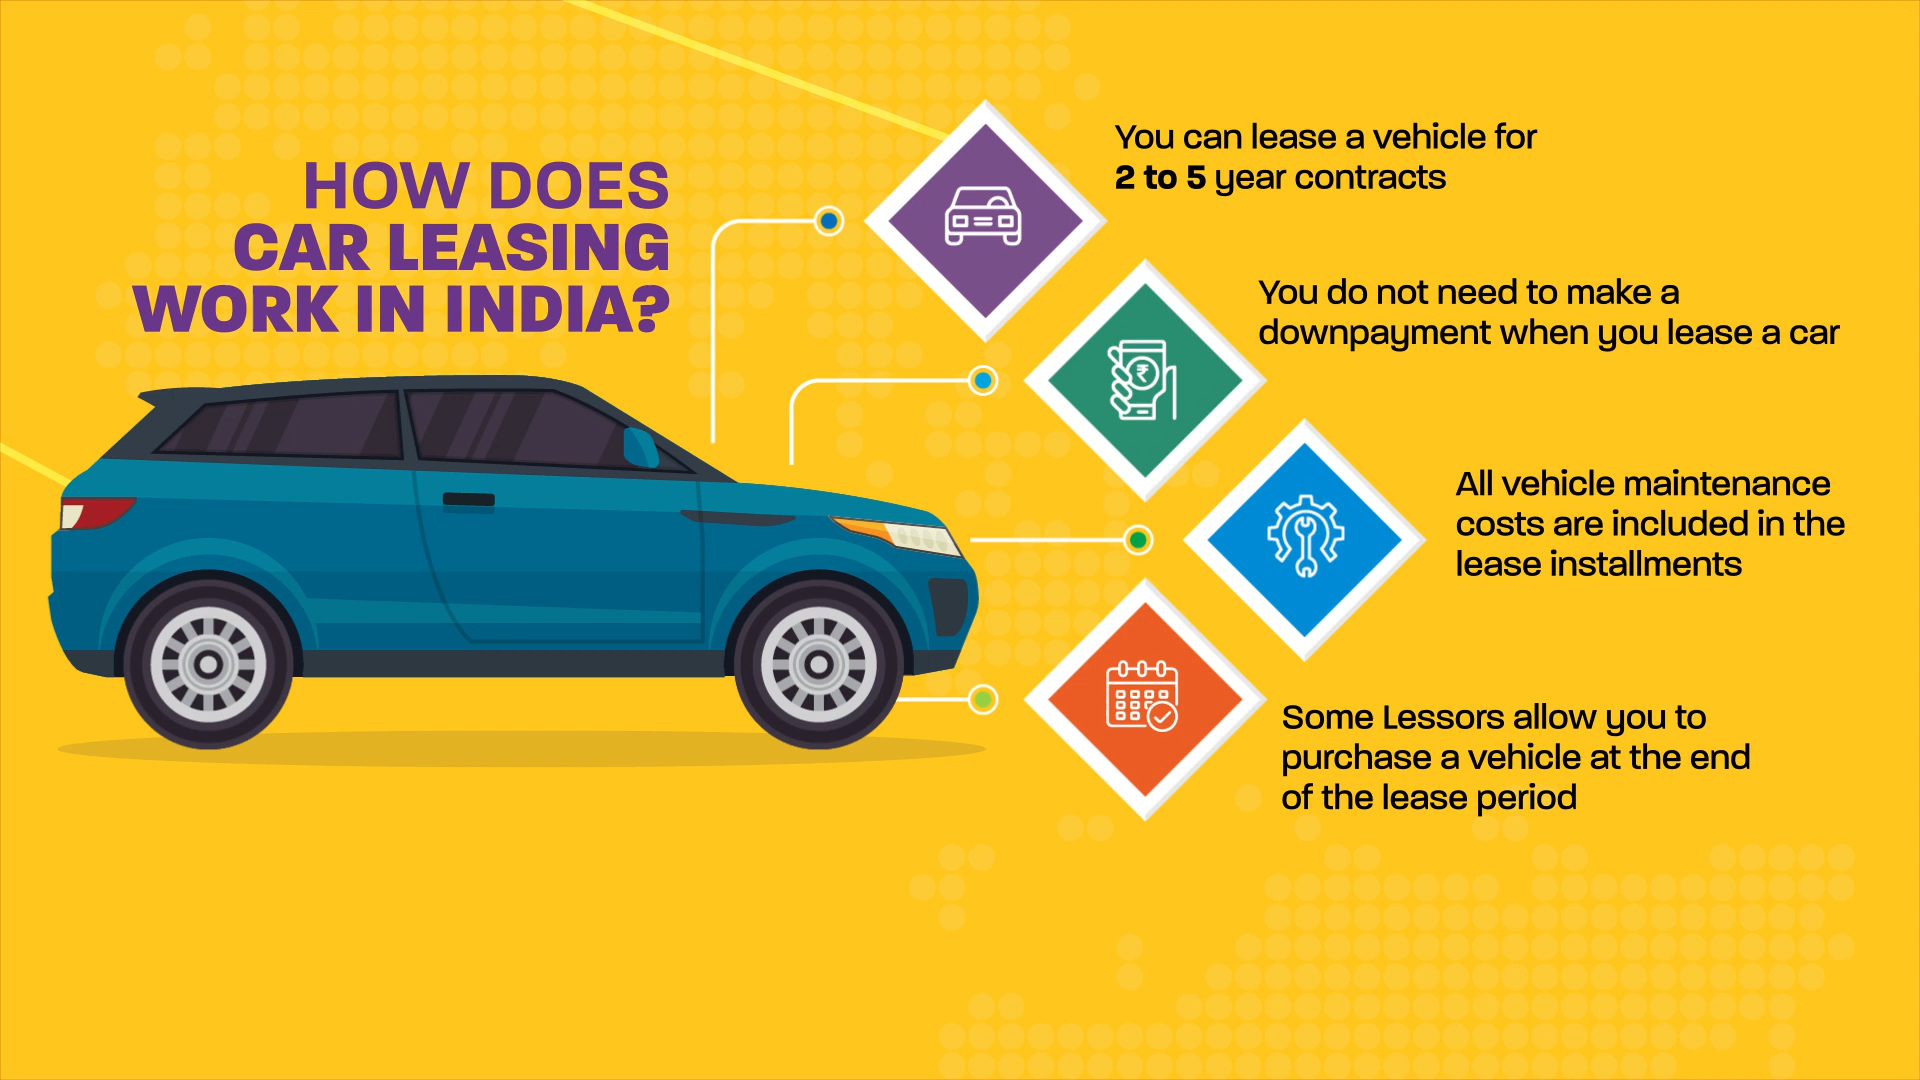 HOW DOES
CAR LEASING
WORK IN INDIA?
You can lease a vehicle for
2 to 5 year contracts
You do not need to make a
downpayment when you lease a car
₹
All vehicle maintenance
costs are included in the
lease installments
Some Lessors allow you to
purchase a vehicle at the end
of the lease period